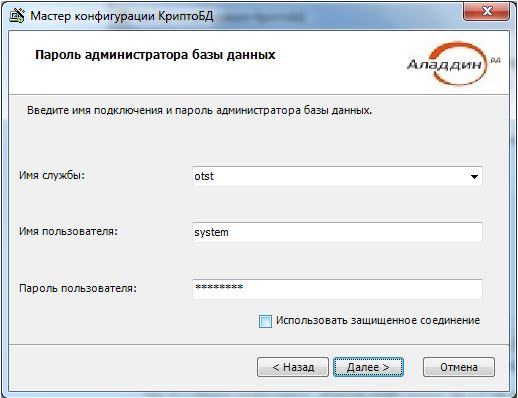 Мастер конфигурации КриптоБД
Пароль администратора базы данных
Аладдин РД
Введите имя подключения и пароль администратора базы данных.
Имя службы:
otst
Имя пользователя:
system
Пароль пользователя:
********
Использовать защищенное соединение
< Назад
Далее >
Отмена